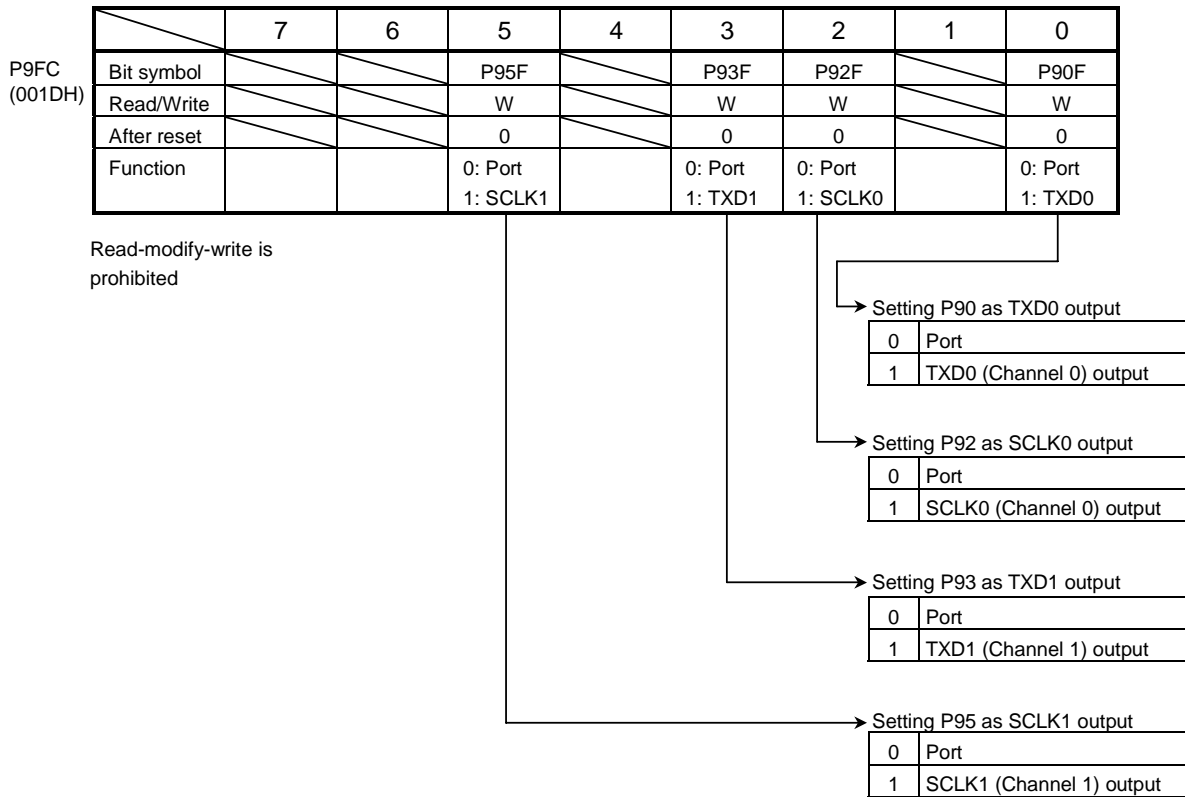 7 6 5 4 3 2 1 0
P9FC
(001DH)
Bit symbol P95F P93F P92F P90F
Read/Write W W W W
After reset 0 0 0 0
Function 0: Port 0: Port 0: Port 0: Port
1: SCLK1 1: TXD1 1: SCLK0 1: TXD0
Read-modify-write is
prohibited
Setting P90 as TXD0 output
0 Port
1 TXD0 (Channel 0) output
Setting P92 as SCLK0 output
0 Port
1 SCLK0 (Channel 0) output
Setting P93 as TXD1 output
0 Port
1 TXD1 (Channel 1) output
Setting P95 as SCLK1 output
0 Port
1 SCLK1 (Channel 1) output